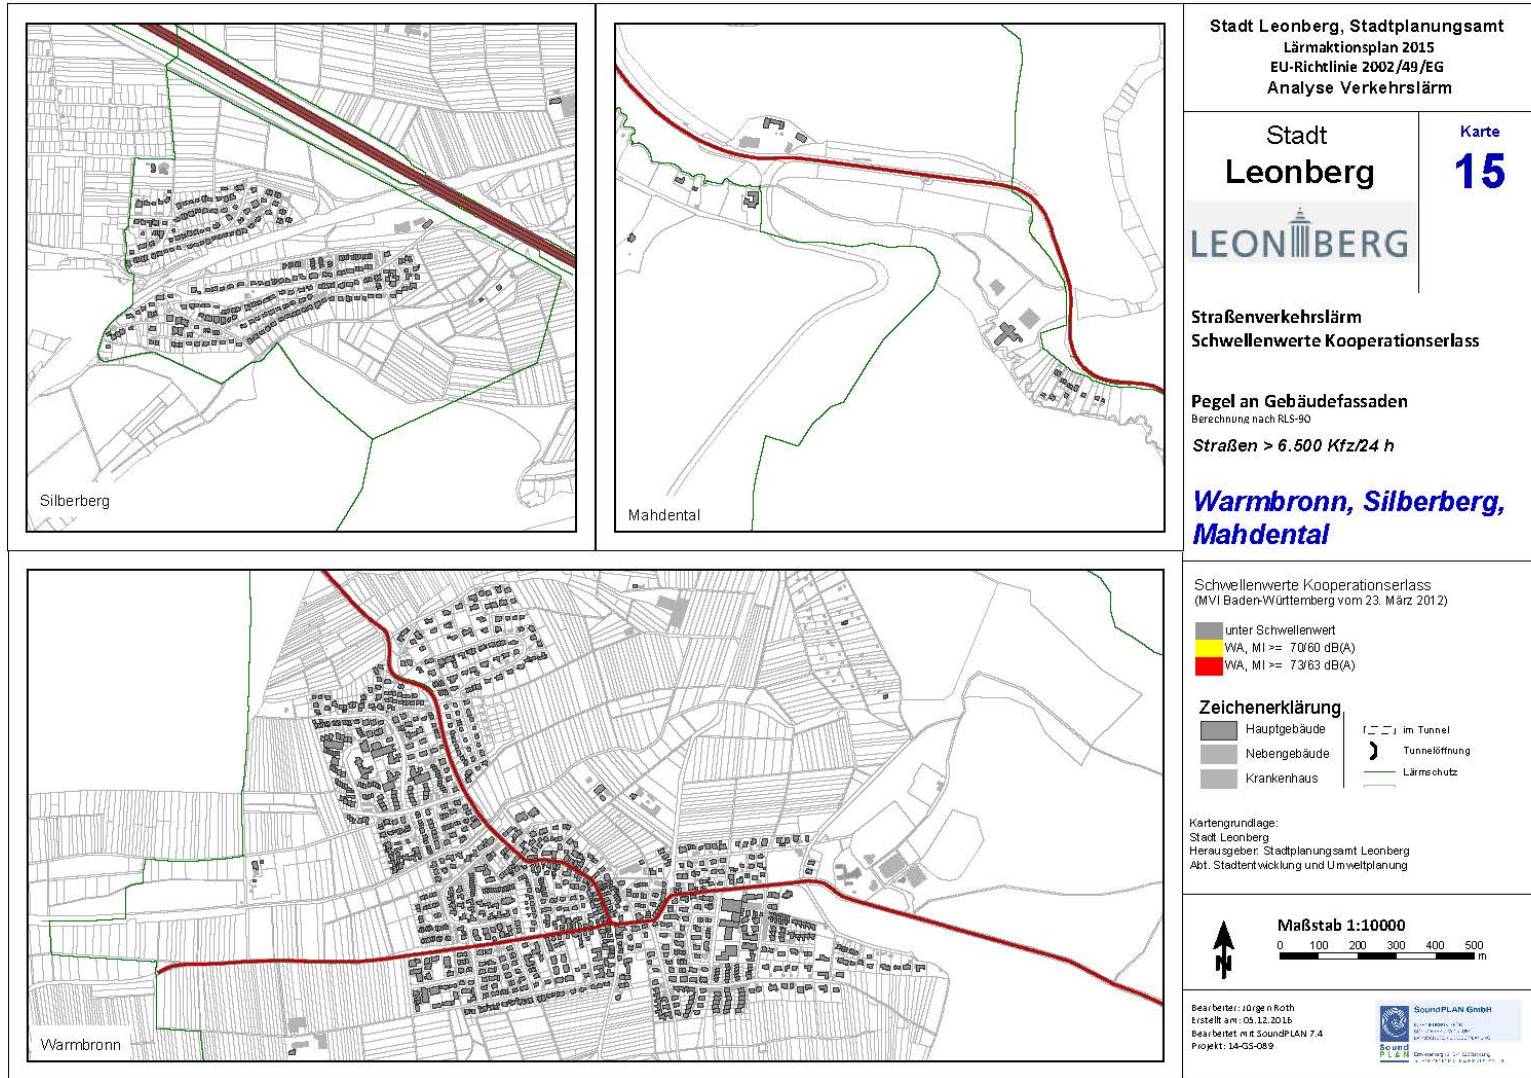 Silberberg
Mahdental
Warmbronn
Stadt Leonberg, Stadtplanungsamt
Lärmaktionsplan 2015
EU-Richtlinie 2002/49/EG
Analyse Verkehrslärm
Stadt
Leonberg
LEONBERG
Karte
15
Straßenverkehrslärm
Schwellenwerte Kooperationserlass
Pegel an Gebäudefassaden
Berechnung nach RLS-90
Straßen > 6.500 Kfz/24 h
Warmbronn, Silberberg,
Mahdental
Schwellenwerte Kooperationserlass
(MVI Baden-Württemberg vom 23. März 2012)
unter Schwellenwert
WA, MI >= 70/60 dB(A)
WA, MI >= 73/63 dB(A)
Zeichenerklärung
Hauptgebäude
Nebengebäude
Krankenhaus
im Tunnel
Tunnelöffnung
Lärmschutz
Kartengrundlage:
Stadt Leonberg
Herausgeber: Stadtplanungsamt Leonberg
Abt. Stadtentwicklung und Umweltplanung
N
Maßstab 1:10000
0 100 200 300 400 500
m
Bearbeiter: Jürgen Roth
Erstellt am: 05.12.2016
Bearbeitet mit SoundPLAN 7.4
Projekt: 14-GS-089
SoundPLAN GmbH
Sound
PLAN